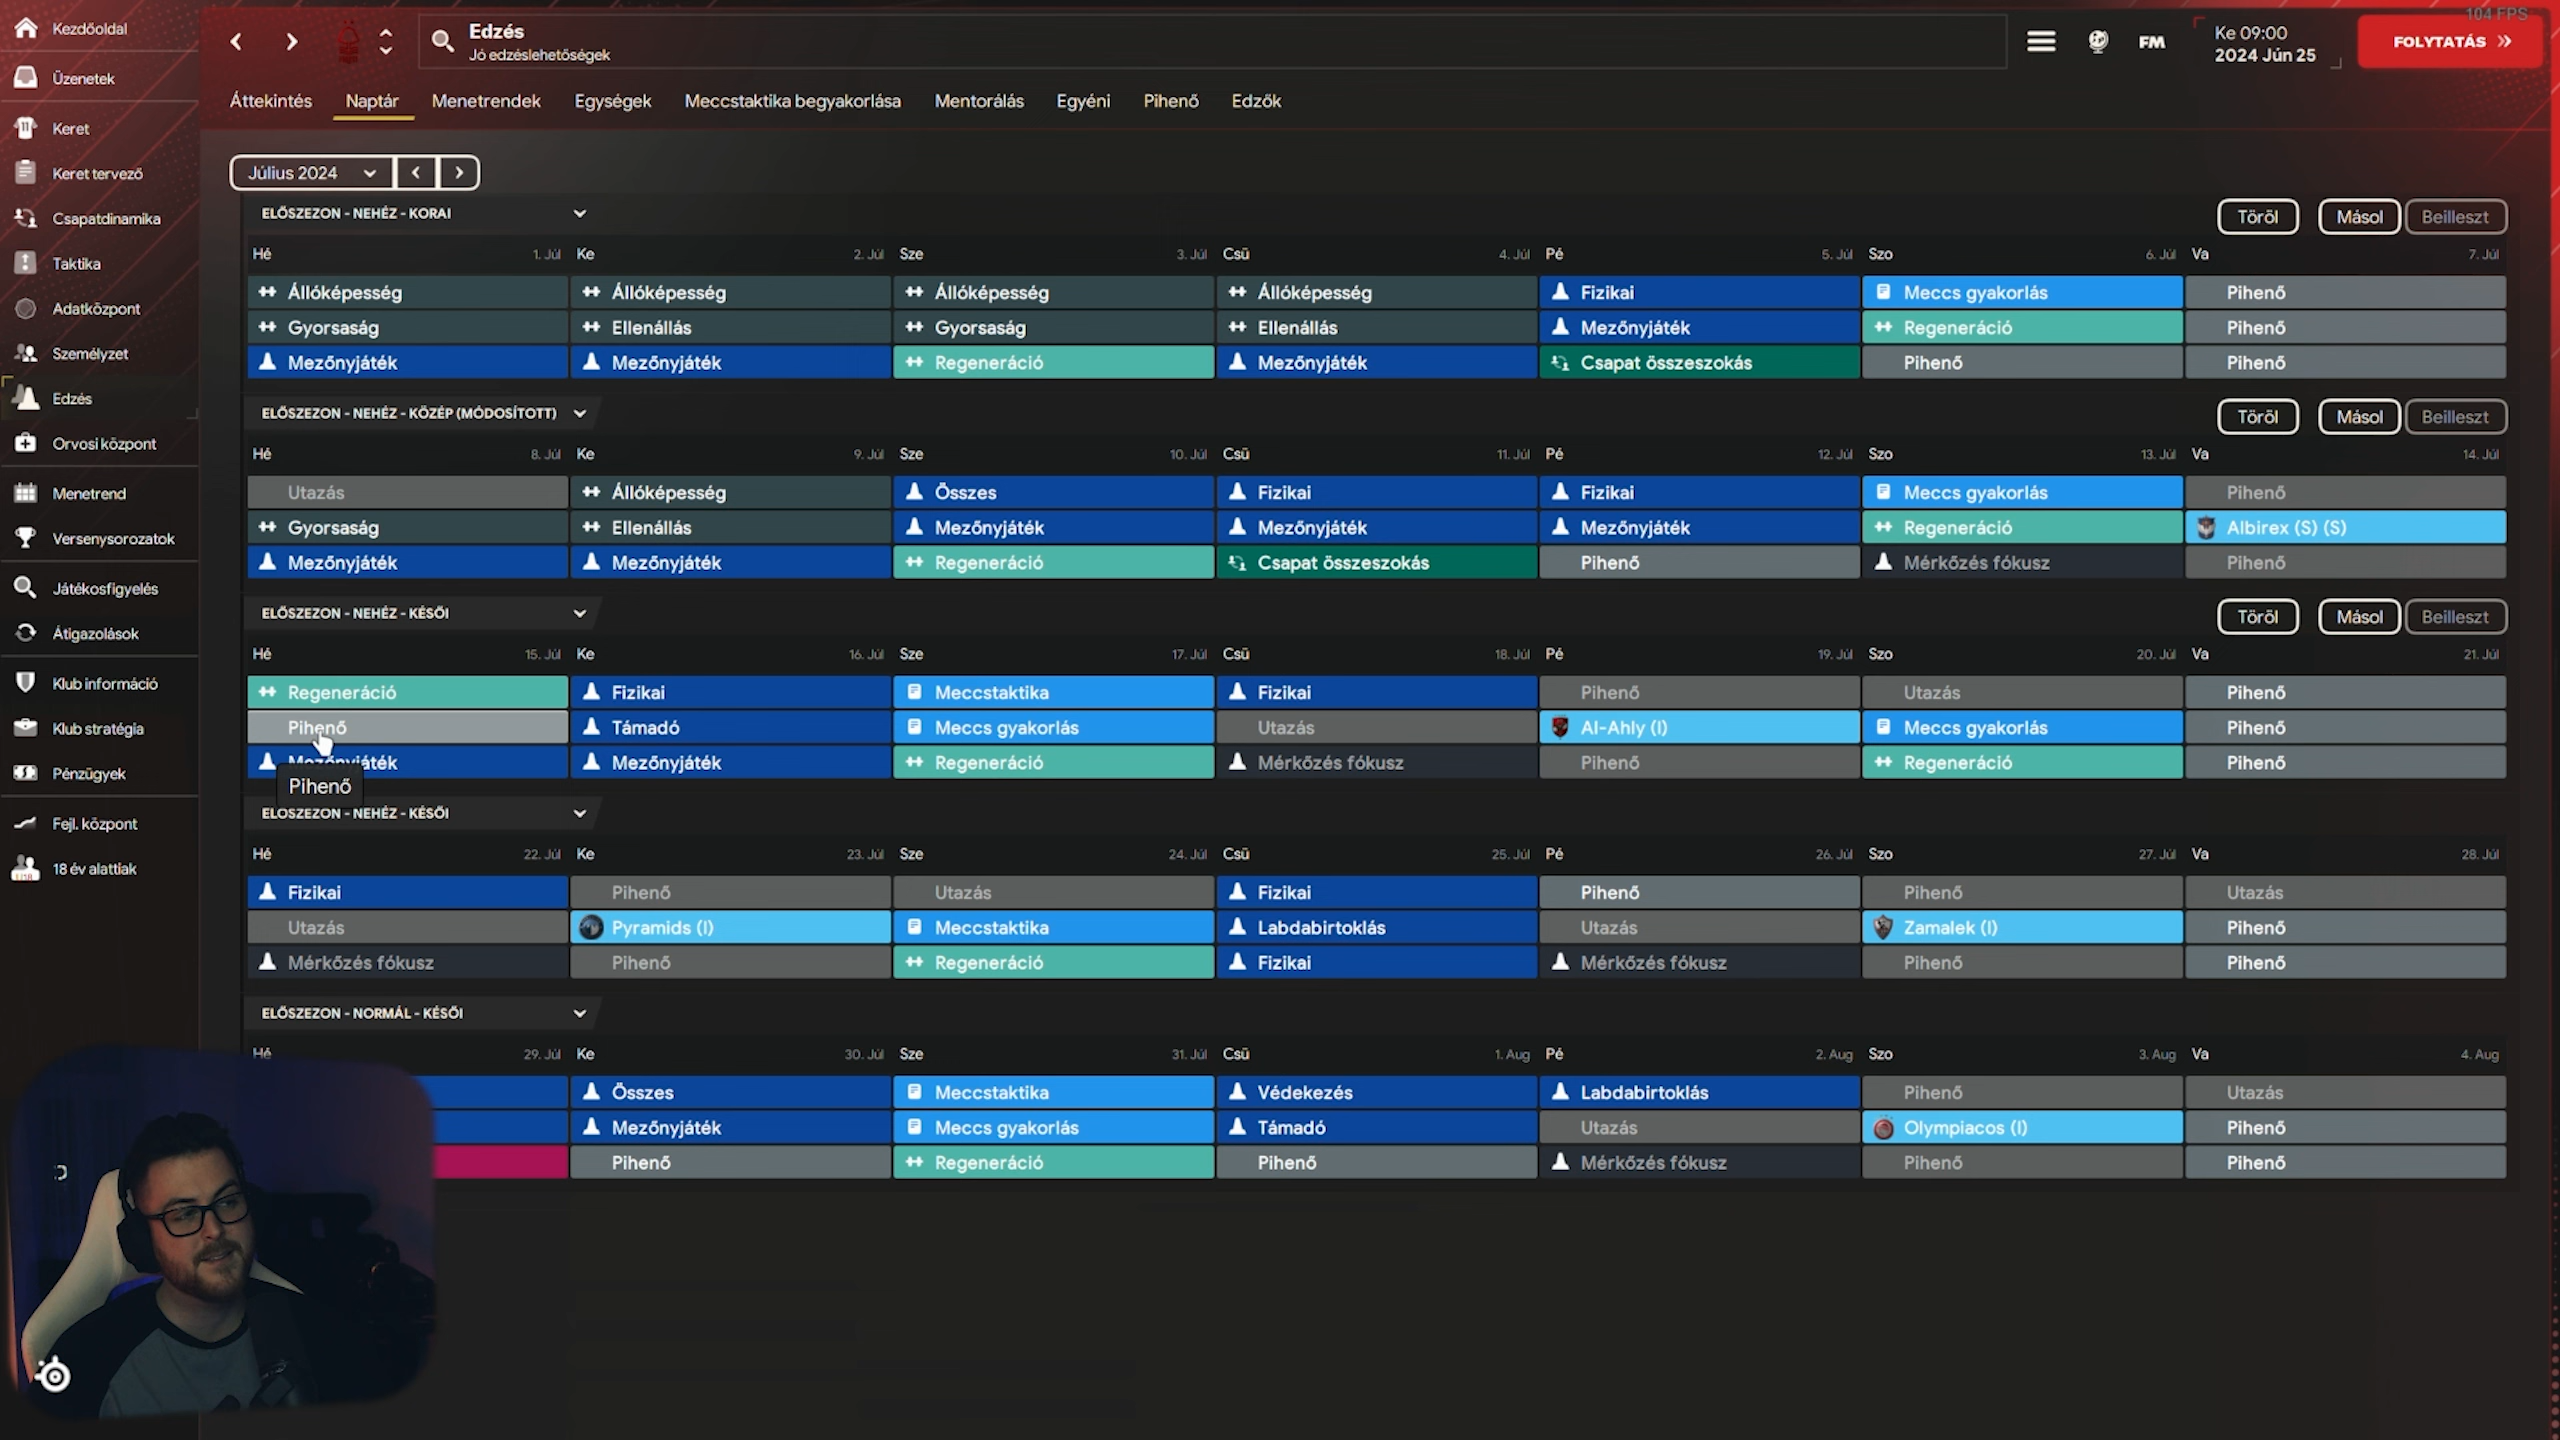 104 FPS
Kezdőoldal
Üzenetek
Keret
Keret tervező
Csapatdinamika
Taktika
Adatközpont
Személyzet
Edzés
Orvosi központ
Menetrend
Versenysorozatok
Játékosfigyelés
Átigazolások
Klub információ
Klub stratégia
Pénzügyek
Fejl. központ
18 év alattiak
Edzés
Jó edzéslehetőségek
FM
Ke 09:00
2024 Jún 25
FOLYTATÁS
Áttekintés Naptár Menetrendek Egységek Meccstaktika begyakorlása Mentorálás Egyéni Pihenő Edzők
Július 2024
ELŐSZEZON - NEHÉZ - KORAI Töröl Másol Beilleszt
Hé 1. Júl Ke 2. Júl Sze 3. Júl Csü 4. Júl Pé 5. Júl Szo 6. Júl Va 7. Júl
Állóképesség Állóképesség Állóképesség Állóképesség Fizikai Meccs gyakorlás Pihenő
Gyorsaság Ellenállás Gyorsaság Ellenállás Mezőnyjáték Regeneráció Pihenő
Mezőnyjáték Mezőnyjáték Regeneráció Mezőnyjáték Csapat összeszokás Pihenő Pihenő
ELŐSZEZON - NEHÉZ - KÖZÉP (MÓDOSÍTOTT) Töröl Másol Beilleszt
Hé 8. Júl Ke 9. Júl Sze 10. Júl Csü 11. Júl Pé 12. Júl Szo 13. Júl Va 14. Júl
Utazás Állóképesség Összes Fizikai Fizikai Meccs gyakorlás Pihenő
Gyorsaság Ellenállás Mezőnyjáték Mezőnyjáték Mezőnyjáték Regeneráció Albirex (S) (S)
Mezőnyjáték Mezőnyjáték Regeneráció Csapat összeszokás Pihenő Mérkőzés fókusz Pihenő
ELŐSZEZON - NEHÉZ - KÉSŐI Töröl Másol Beilleszt
Hé 15. Júl Ke 16. Júl Sze 17. Júl Csü 18. Júl Pé 19. Júl Szo 20. Júl Va 21. Júl
Regeneráció Fizikai Meccstaktika Fizikai Pihenő Utazás Pihenő
Pihenő Támadó Meccs gyakorlás Utazás Al-Ahly (I) Meccs gyakorlás Pihenő
Mezőnyjáték Mezőnyjáték Regeneráció Mérkőzés fókusz Pihenő Regeneráció Pihenő
Pihenő
ELŐSZEZON - NEHÉZ - KÉSŐI
Hé 22. Júl Ke 23. Júl Sze 24. Júl Csü 25. Júl Pé 26. Júl Szo 27. Júl Va 28. Júl
Fizikai Pihenő Utazás Fizikai Pihenő Pihenő Utazás
Utazás Pyramids (I) Meccstaktika Labdabirtoklás Utazás Zamalek (I) Pihenő
Mérkőzés fókusz Pihenő Regeneráció Fizikai Mérkőzés fókusz Pihenő Pihenő
ELŐSZEZON - NORMÁL - KÉSŐI
Hé 29. Júl Ke 30. Júl Sze 31. Júl Csü 1. Aug Pé 2. Aug Szo 3. Aug Va 4. Aug
Összes Meccstaktika Védekezés Labdabirtoklás Pihenő Utazás
Mezőnyjáték Meccs gyakorlás Támadó Utazás Olympiacos (I) Pihenő
Pihenő Regeneráció Pihenő Mérkőzés fókusz Pihenő Pihenő